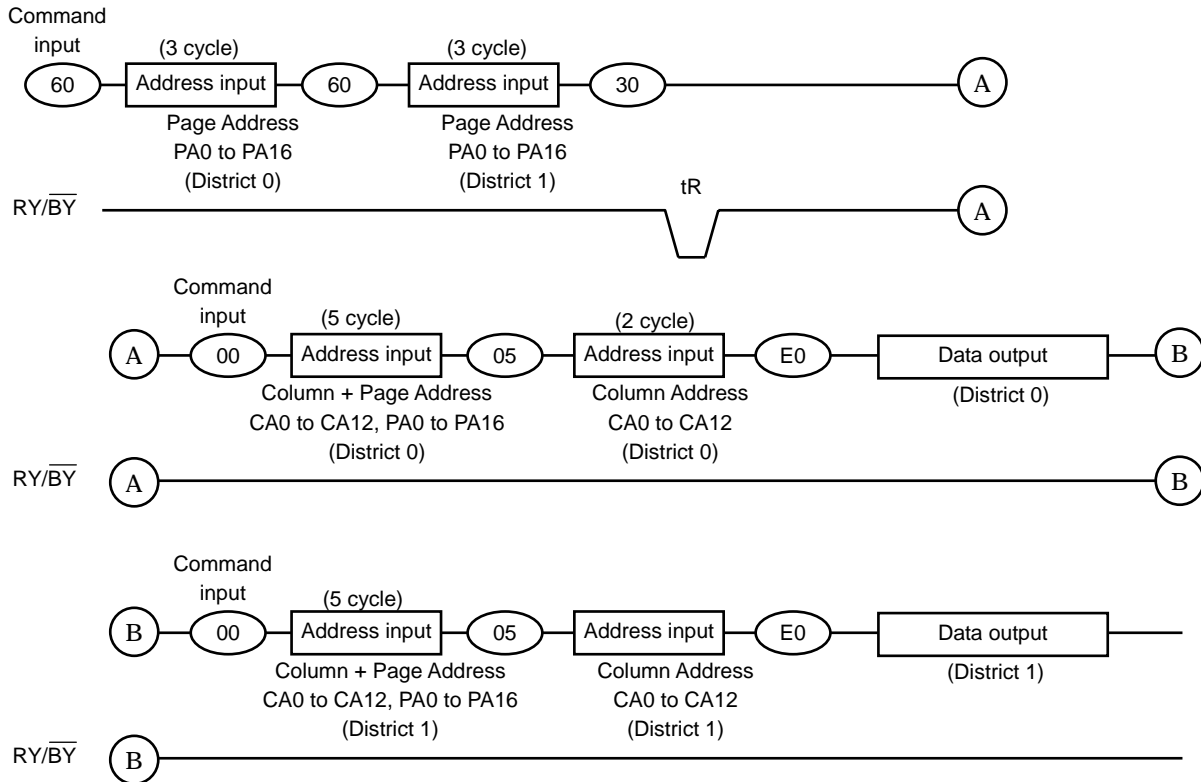 Command
input
(3 cycle)
(3 cycle)
60
Address input
60
Address input
30
A
Page Address
PA0 to PA16
(District 0)
Page Address
PA0 to PA16
(District 1)
tR
RY/BY
A
Command
input
(5 cycle)
(2 cycle)
A
00
Address input
05
Address input
E0
Data output
B
Column + Page Address
CA0 to CA12, PA0 to PA16
(District 0)
Column Address
CA0 to CA12
(District 0)
(District 0)
RY/BY
A
B
Command
input
(5 cycle)
B
00
Address input
05
Address input
E0
Data output
Column + Page Address
CA0 to CA12, PA0 to PA16
(District 1)
Column Address
CA0 to CA12
(District 1)
(District 1)
RY/BY
B